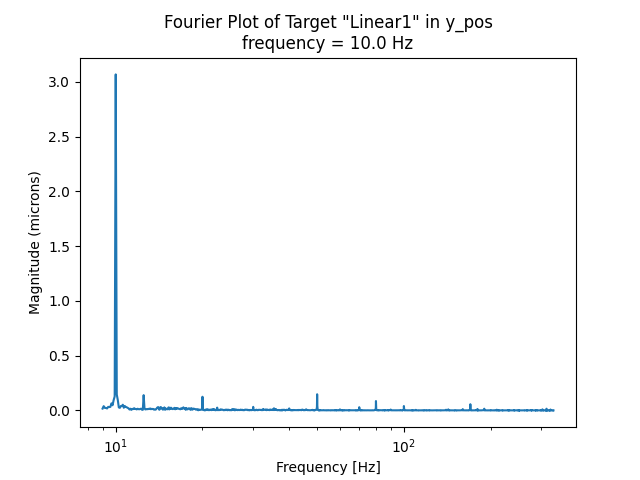 Fourier Plot of Target "Linear1" in y_pos
frequency = 10.0 Hz
3.0
2.5
2.0
1.5
1.0
0.5
0.0
Magnitude (microns)
10¹
10²
Frequency [Hz]